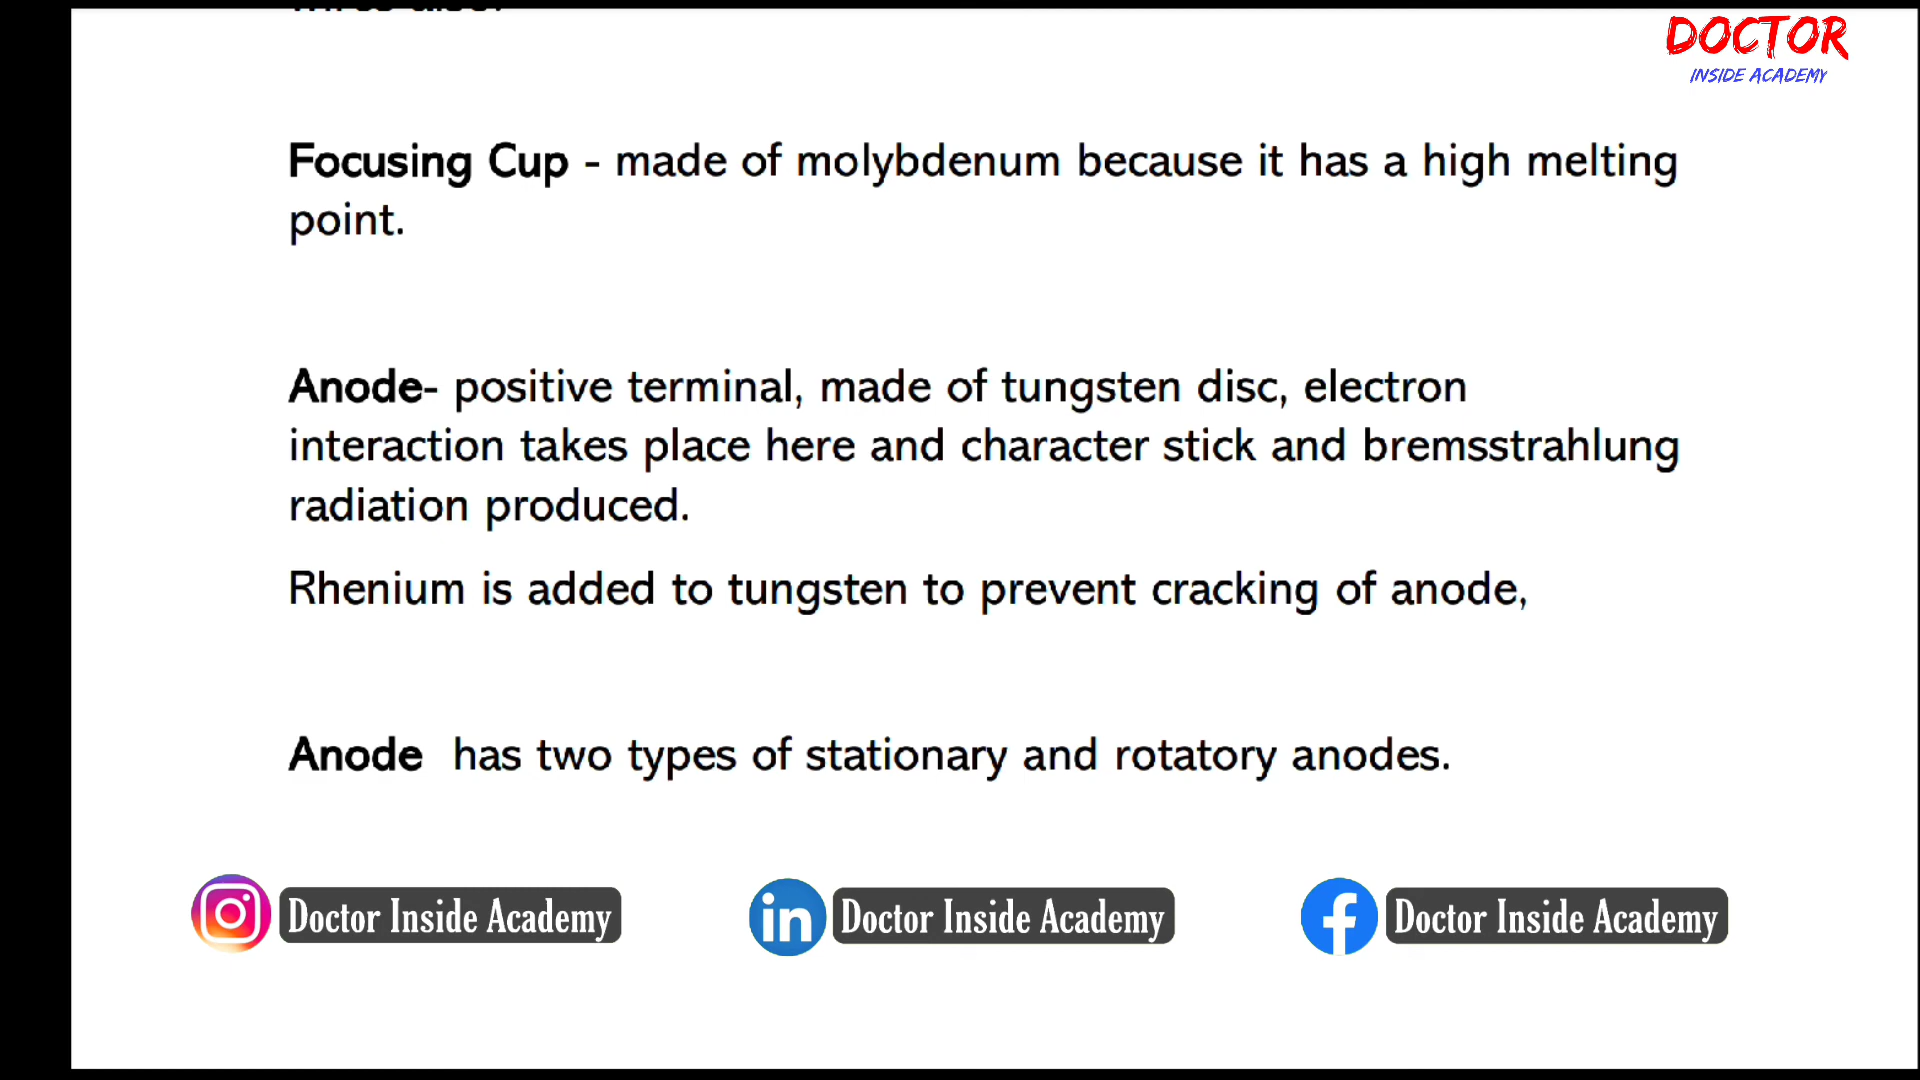 DOCTOR
INSIDE ACADEMY
Focusing Cup - made of molybdenum because it has a high melting
point.
Anode- positive terminal, made of tungsten disc, electron
interaction takes place here and character stick and bremsstrahlung
radiation produced.
Rhenium is added to tungsten to prevent cracking of anode,
Anode has two types of stationary and rotatory anodes.
Doctor Inside Academy
in Doctor Inside Academy
f Doctor Inside Academy